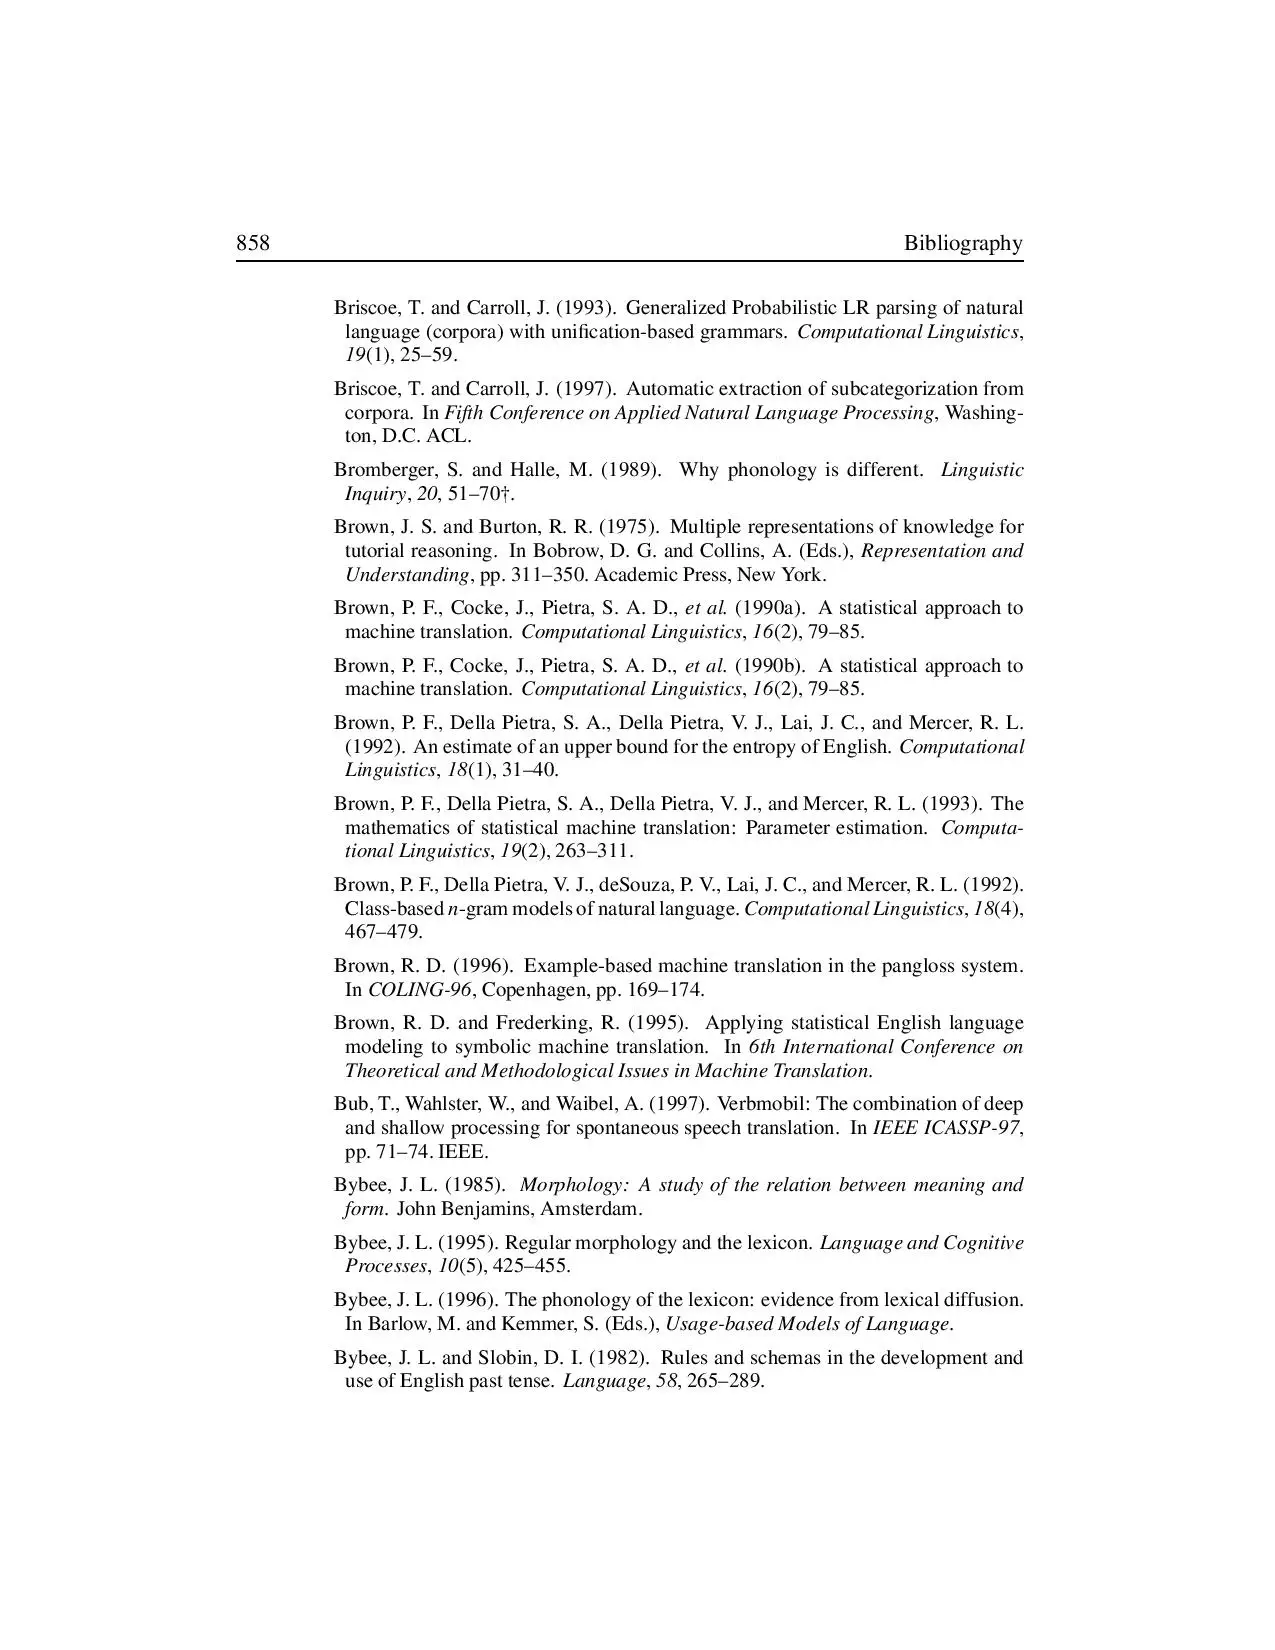 858 Bibliography
Briscoe, T. and Carroll, J. (1993). Generalized Probabilistic LR parsing of natural
language (corpora) with unification-based grammars. Computational Linguistics,
19(1), 25–59.
Briscoe, T. and Carroll, J. (1997). Automatic extraction of subcategorization from
corpora. In Fifth Conference on Applied Natural Language Processing, Washing-
ton, D.C. ACL.
Bromberger, S. and Halle, M. (1989). Why phonology is different. Linguistic
Inquiry, 20, 51–70†.
Brown, J. S. and Burton, R. R. (1975). Multiple representations of knowledge for
tutorial reasoning. In Bobrow, D. G. and Collins, A. (Eds.), Representation and
Understanding, pp. 311–350. Academic Press, New York.
Brown, P. F., Cocke, J., Pietra, S. A. D., et al. (1990a). A statistical approach to
machine translation. Computational Linguistics, 16(2), 79–85.
Brown, P. F., Cocke, J., Pietra, S. A. D., et al. (1990b). A statistical approach to
machine translation. Computational Linguistics, 16(2), 79–85.
Brown, P. F., Della Pietra, S. A., Della Pietra, V. J., Lai, J. C., and Mercer, R. L.
(1992). An estimate of an upper bound for the entropy of English. Computational
Linguistics, 18(1), 31–40.
Brown, P. F., Della Pietra, S. A., Della Pietra, V. J., and Mercer, R. L. (1993). The
mathematics of statistical machine translation: Parameter estimation. Computa-
tional Linguistics, 19(2), 263–311.
Brown, P. F., Della Pietra, V. J., deSouza, P. V., Lai, J. C., and Mercer, R. L. (1992).
Class-based n-gram models of natural language. Computational Linguistics, 18(4),
467–479.
Brown, R. D. (1996). Example-based machine translation in the pangloss system.
In COLING-96, Copenhagen, pp. 169–174.
Brown, R. D. and Frederking, R. (1995). Applying statistical English language
modeling to symbolic machine translation. In 6th International Conference on
Theoretical and Methodological Issues in Machine Translation.
Bub, T., Wahlster, W., and Waibel, A. (1997). Verbmobil: The combination of deep
and shallow processing for spontaneous speech translation. In IEEE ICASSP-97,
pp. 71–74. IEEE.
Bybee, J. L. (1985). Morphology: A study of the relation between meaning and
form. John Benjamins, Amsterdam.
Bybee, J. L. (1995). Regular morphology and the lexicon. Language and Cognitive
Processes, 10(5), 425–455.
Bybee, J. L. (1996). The phonology of the lexicon: evidence from lexical diffusion.
In Barlow, M. and Kemmer, S. (Eds.), Usage-based Models of Language.
Bybee, J. L. and Slobin, D. I. (1982). Rules and schemas in the development and
use of English past tense. Language, 58, 265–289.